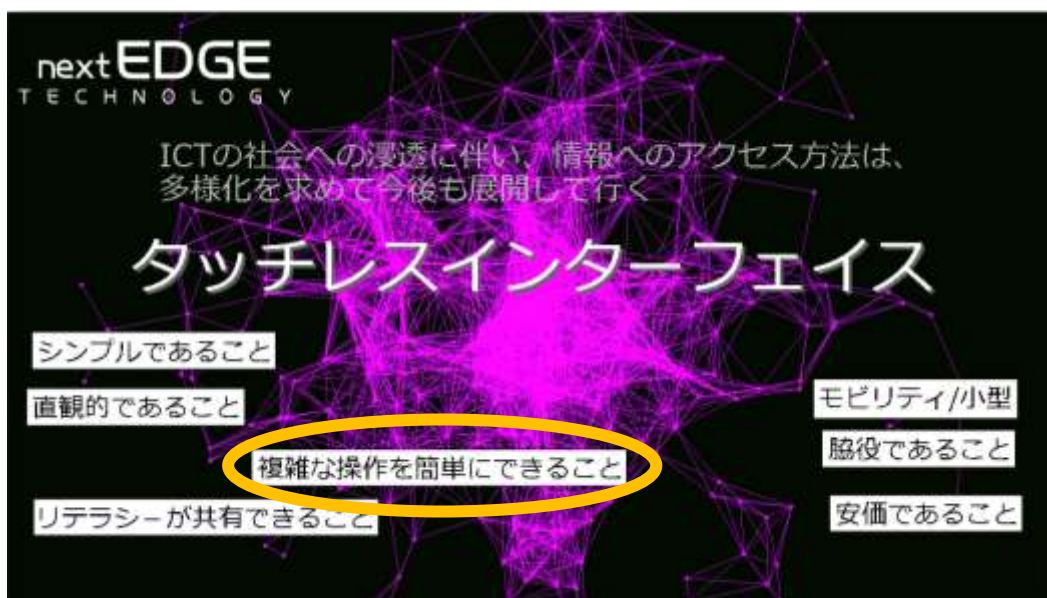 next EDGE
TECHNOLOGY
ICTの社会への浸透に伴い、情報へのアクセス方法は、
多様化を求めて今後も展開して行く
タッチレスインターフェイス
シンプルであること
直観的であること
複雑な操作を簡単にできること
リテラシーが共有できること
モビリティ/小型
脇役であること
安価であること